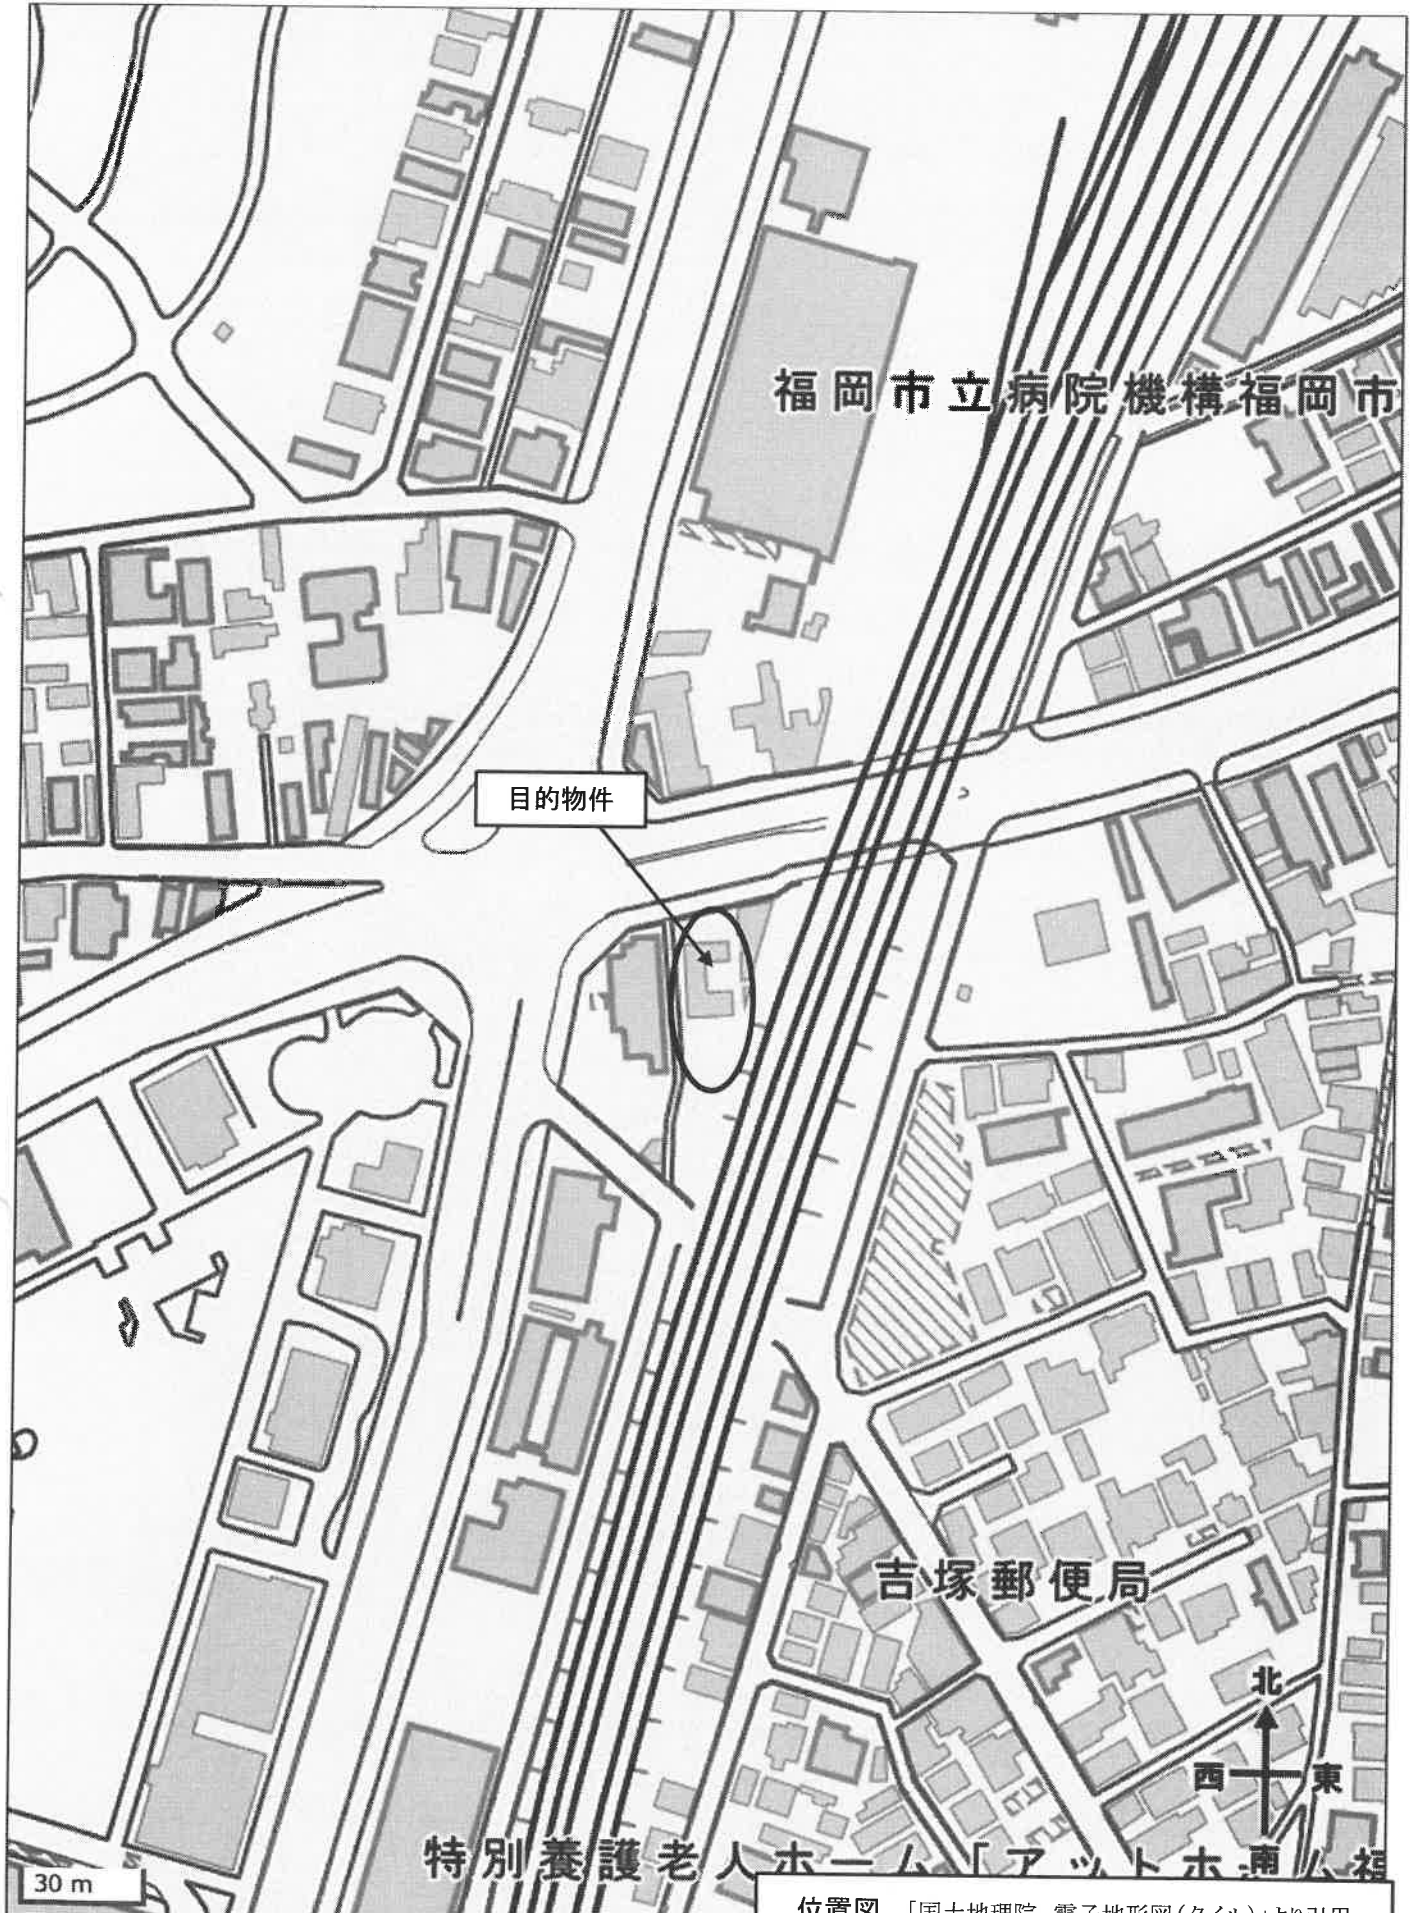 福岡市立病院機構福岡市
目的物件
吉塚郵便局
北
西
東
南
特別養護老人ホーム「アットホーム福
30 m
位置図 「国土地理院 電子地形図(タイル)」より引用